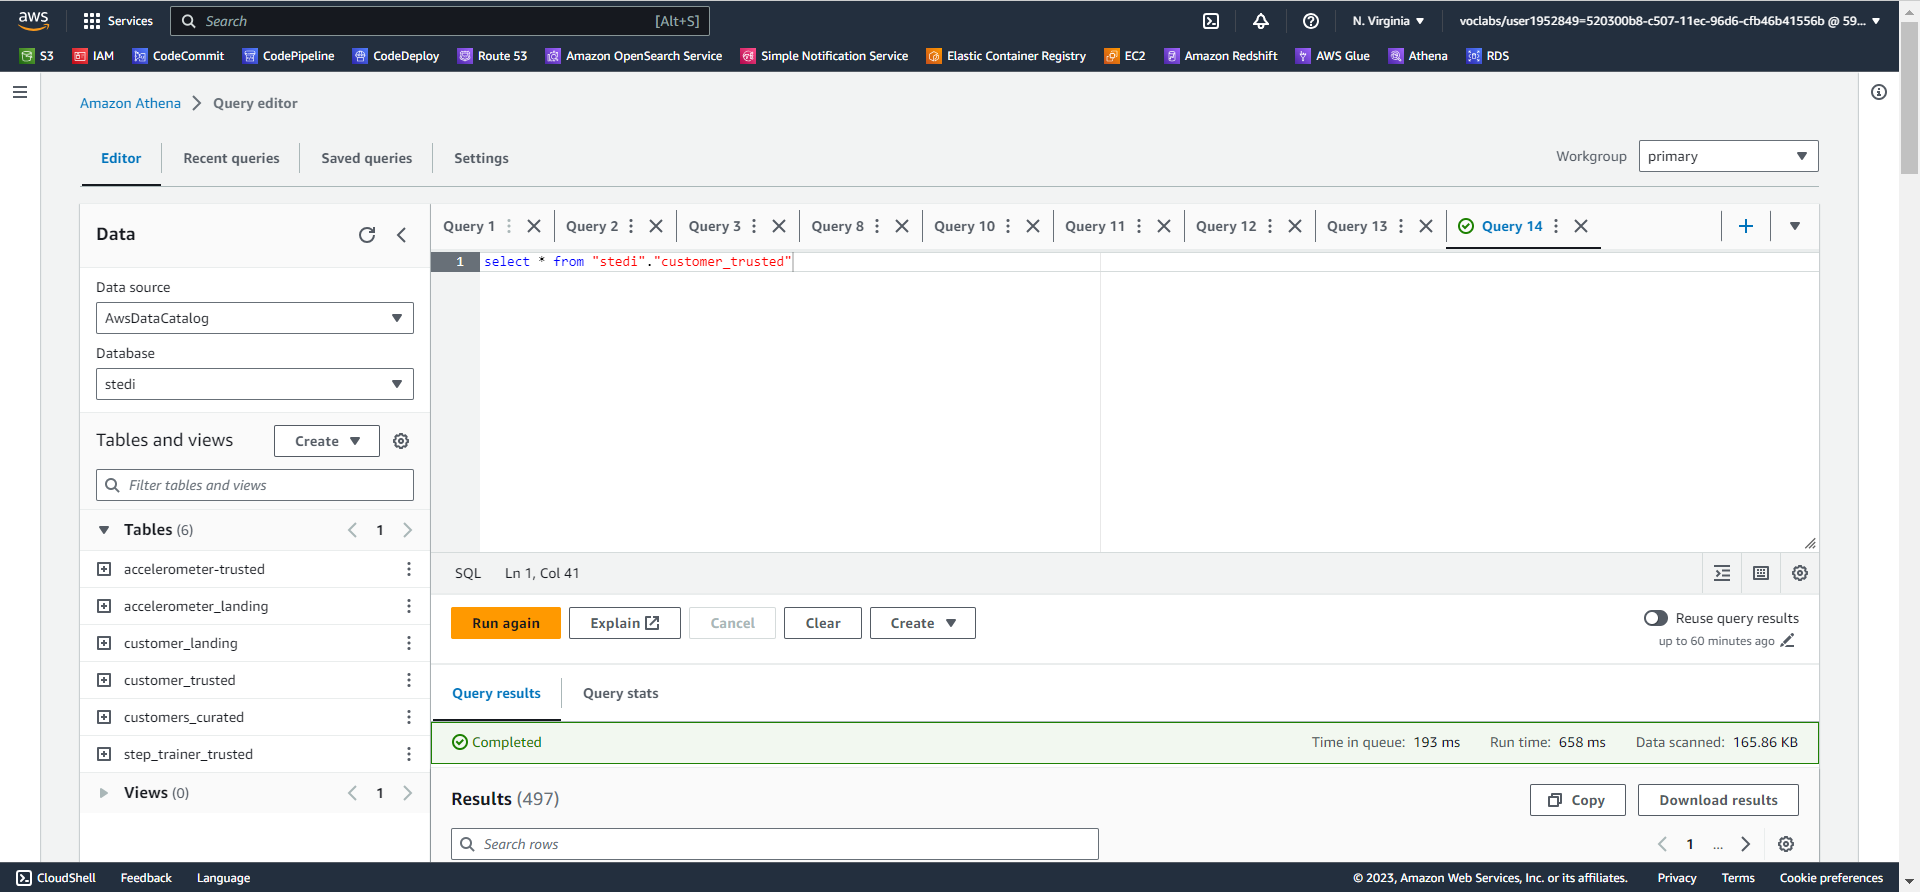 aws
Services
Search
[Alt+S]
N. Virginia
voclabs/user1952849=520300b8-c507-11ec-96d6-cfb46b41556b @ 59...
S3
IAM
CodeCommit
CodePipeline
CodeDeploy
Route 53
Amazon OpenSearch Service
Simple Notification Service
Elastic Container Registry
EC2
Amazon Redshift
AWS Glue
Athena
RDS
Amazon Athena
Query editor
Editor
Recent queries
Saved queries
Settings
Workgroup
primary
Data
Data source
AwsDataCatalog
Database
stedi
Tables and views
Create
Filter tables and views
Tables (6)
1
accelerometer-trusted
accelerometer_landing
customer_landing
customer_trusted
customers_curated
step_trainer_trusted
Views (0)
1
Query 1
Query 2
Query 3
Query 8
Query 10
Query 11
Query 12
Query 13
Query 14
1
select * from "stedi"."customer_trusted"
SQL
Ln 1, Col 41
Run again
Explain
Cancel
Clear
Create
Reuse query results
up to 60 minutes ago
Query results
Query stats
Completed
Time in queue: 193 ms
Run time: 658 ms
Data scanned: 165.86 KB
Results (497)
Copy
Download results
Search rows
1
...
CloudShell
Feedback
Language
© 2023, Amazon Web Services, Inc. or its affiliates.
Privacy
Terms
Cookie preferences